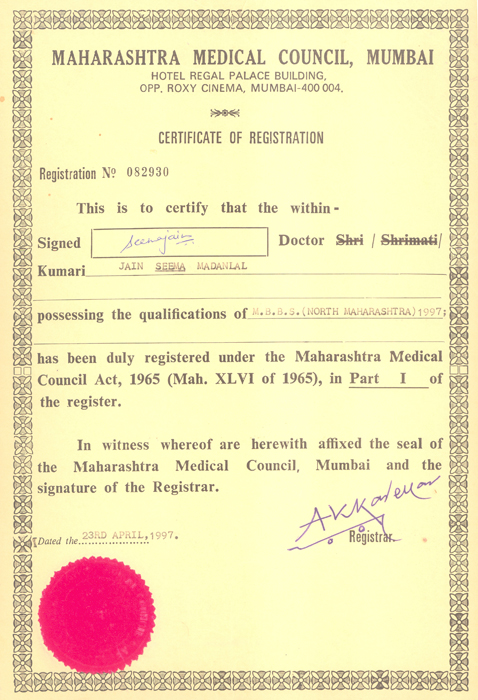 MAHARASHTRA MEDICAL COUNCIL, MUMBAI
HOTEL REGAL PALACE BUILDING,
OPP. ROXY CINEMA, MUMBAI-400 004.
CERTIFICATE OF REGISTRATION
Registration Nº 082930
This is to certify that the within -
Signed Seemajain Doctor Shri / Shrimati/
Kumari JAIN SEEMA MADANLAL
possessing the qualifications of M.B.B.S.(NORTH MAHARASHTRA)1997;
has been duly registered under the Maharashtra Medical
Council Act, 1965 (Mah. XLVI of 1965), in Part I of
the register.
In witness whereof are herewith affixed the seal of
the Maharashtra Medical Council, Mumbai and the
signature of the Registrar.
Registrar
Dated the 23RD APRIL, 1997.